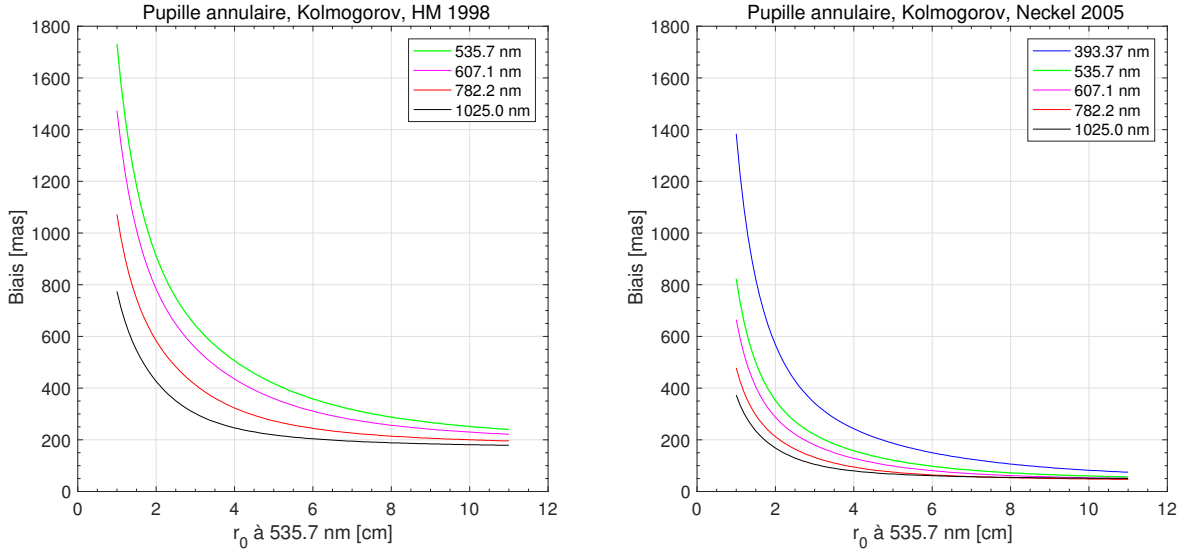 Pupille annulaire, Kolmogorov, HM 1998
1800
1600
1400
1200
1000
800
600
400
200
0
Biais [mas]
535.7 nm
607.1 nm
782.2 nm
1025.0 nm
0 2 4 6 8 10 12
r0 à 535.7 nm [cm]
Pupille annulaire, Kolmogorov, Neckel 2005
1800
1600
1400
1200
1000
800
600
400
200
0
Biais [mas]
393.37 nm
535.7 nm
607.1 nm
782.2 nm
1025.0 nm
0 2 4 6 8 10 12
r0 à 535.7 nm [cm]